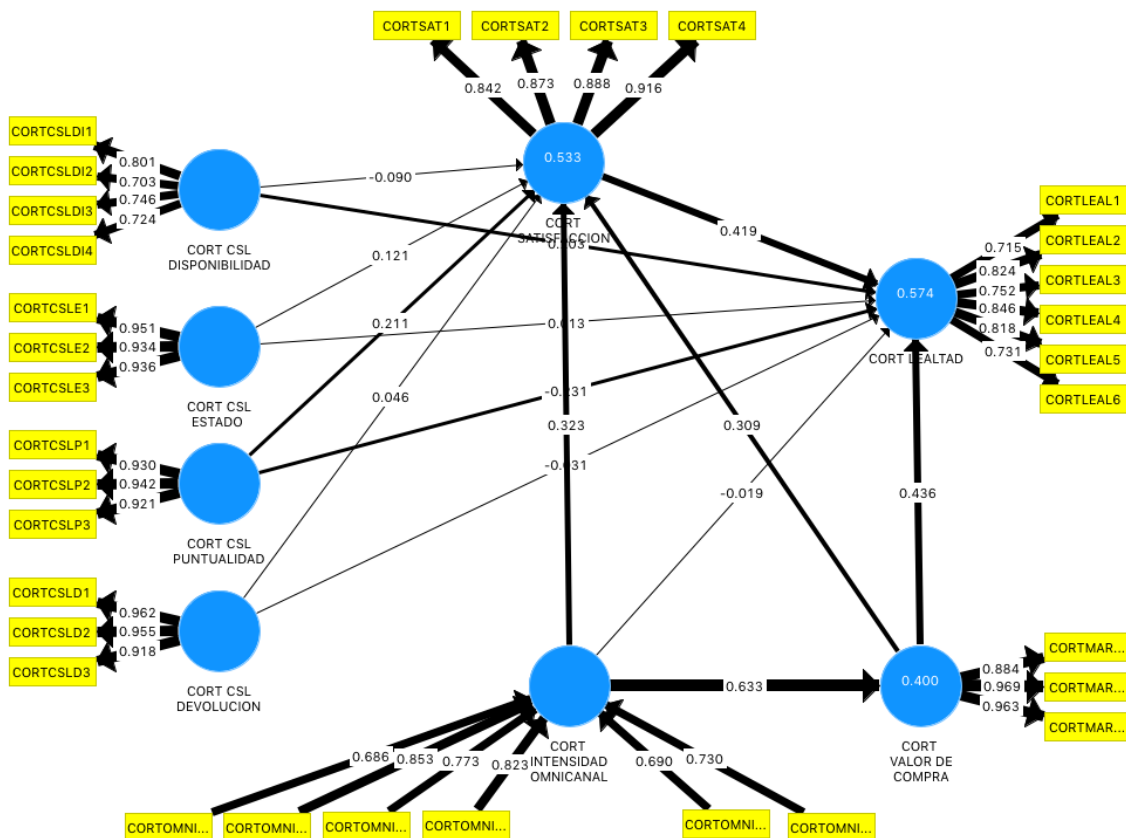 CORTSAT1
CORTSAT2
CORTSAT3
CORTSAT4
0.842
0.873
0.888
0.916
CORTCSLDI1
CORTCSLDI2
CORTCSLDI3
CORTCSLDI4
0.801
0.703
0.746
0.724
CORT CSL
DISPONIBILIDAD
0.533
CORT
SATISFACCION
-0.090
0.121
0.211
0.046
0.419
CORTLEAL1
CORTLEAL2
CORTLEAL3
CORTLEAL4
CORTLEAL5
CORTLEAL6
0.715
0.824
0.752
0.846
0.818
0.731
0.574
CORT LEALTAD
CORTCSLE1
CORTCSLE2
CORTCSLE3
0.951
0.934
0.936
CORT CSL
ESTADO
0.013
-0.231
0.323
0.309
-0.031
-0.019
0.436
CORTCSLP1
CORTCSLP2
CORTCSLP3
0.930
0.942
0.921
CORT CSL
PUNTUALIDAD
CORTCSLD1
CORTCSLD2
CORTCSLD3
0.962
0.955
0.918
CORT CSL
DEVOLUCION
0.633
CORT
INTENSIDAD
OMNICANAL
0.400
CORT
VALOR DE
COMPRA
0.884
0.969
0.963
CORTMAR...
CORTMAR...
CORTMAR...
0.686
0.853
0.773
0.823
0.690
0.730
CORTOMNI...
CORTOMNI...
CORTOMNI...
CORTOMNI...
CORTOMNI...
CORTOMNI...